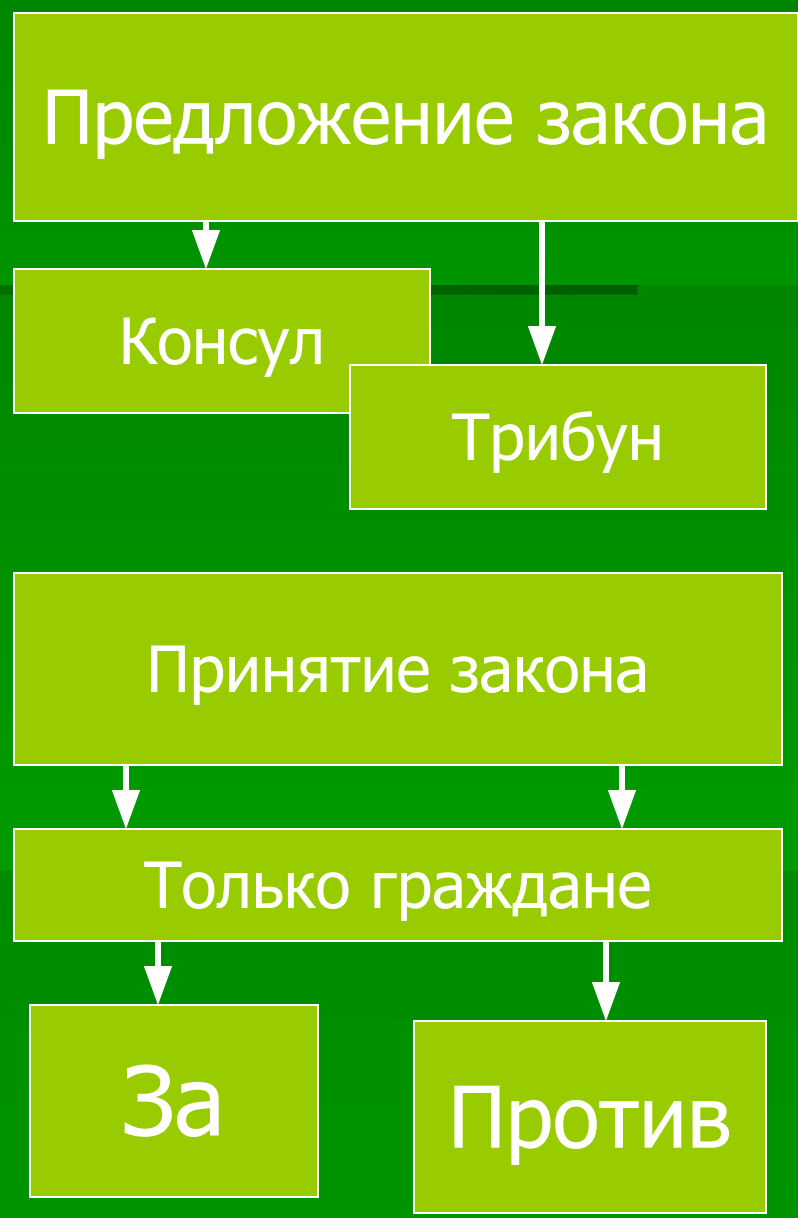 Предложение закона
Консул
Трибун
Принятие закона
Только граждане
За
Против